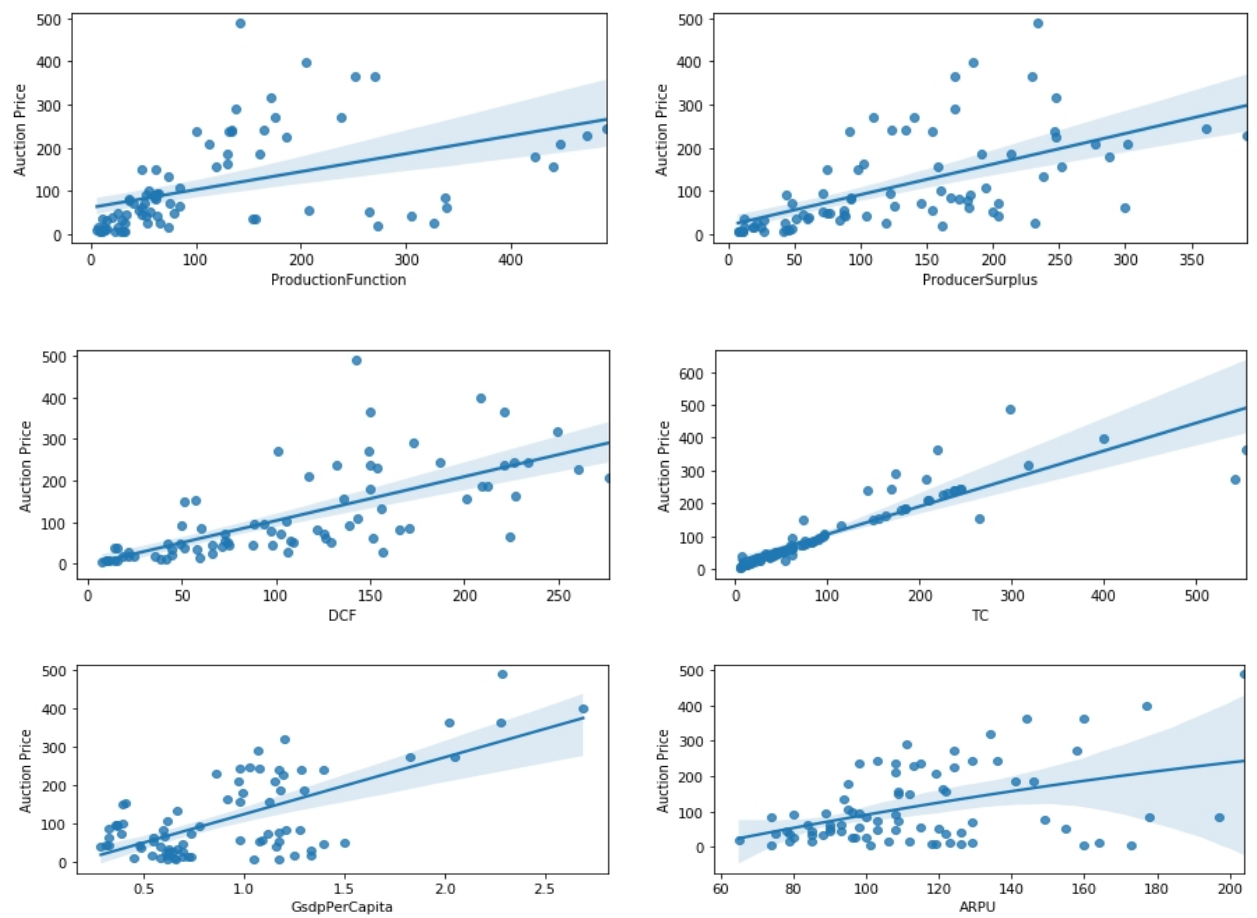 500
400
300
200
100
0
Auction Price
0 100 200 300 400
ProductionFunction
500
400
300
200
100
0
Auction Price
0 50 100 150 200 250 300 350
ProducerSurplus
500
400
300
200
100
0
Auction Price
0 50 100 150 200 250
DCF
600
500
400
300
200
100
0
Auction Price
0 100 200 300 400 500
TC
500
400
300
200
100
0
Auction Price
0.5 1.0 1.5 2.0 2.5
GsdpPerCapita
500
400
300
200
100
0
Auction Price
60 80 100 120 140 160 180 200
ARPU